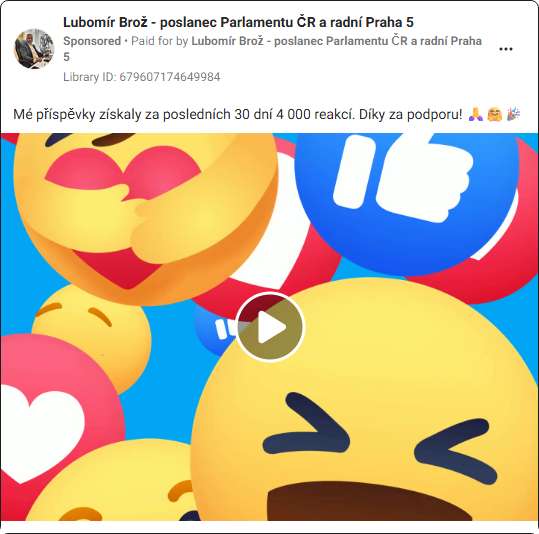 Lubomír Brož - poslanec Parlamentu ČR a radní Praha 5
Sponsored • Paid for by Lubomír Brož - poslanec Parlamentu ČR a radní Praha
5
Library ID: 679607174649984
Mé příspěvky získaly za posledních 30 dní 4 000 reakcí. Díky za podporu! 🙏 🤗 🎉